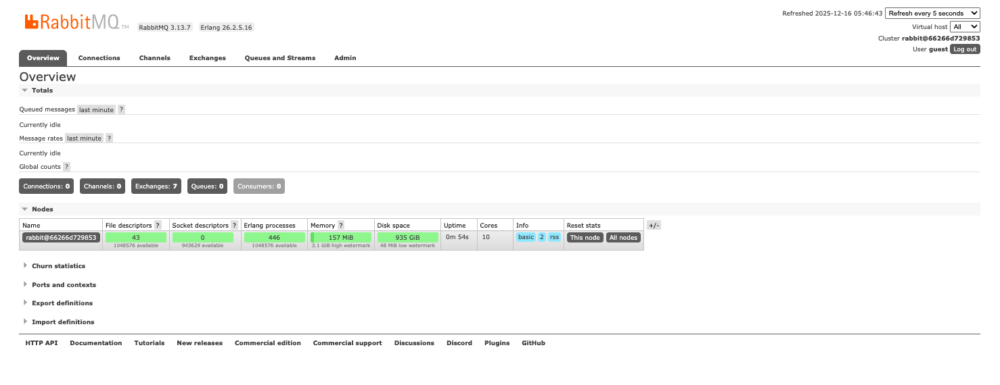 RabbitMQ TM RabbitMQ 3.13.7 Erlang 26.2.5.16
Refreshed 2025-12-16 05:46:43 Refresh every 5 seconds
Virtual host All
Cluster rabbit@66266d729853
User guest Log out
Overview Connections Channels Exchanges Queues and Streams Admin
Overview
Totals
Queued messages last minute ?
Currently idle
Message rates last minute ?
Currently idle
Global counts ?
Connections: 0 Channels: 0 Exchanges: 7 Queues: 0 Consumers: 0
Nodes
Name File descriptors ? Socket descriptors ? Erlang processes Memory ? Disk space Uptime Cores Info Reset stats +/-
rabbit@66266d729853 43 0 446 157 MiB 935 GiB 0m 54s 10 basic 2 rss This node All nodes
1048576 available 943629 available 1048576 available 3.1 GiB high watermark 48 MiB low watermark
Churn statistics
Ports and contexts
Export definitions
Import definitions
HTTP API Documentation Tutorials New releases Commercial edition Commercial support Discussions Discord Plugins GitHub